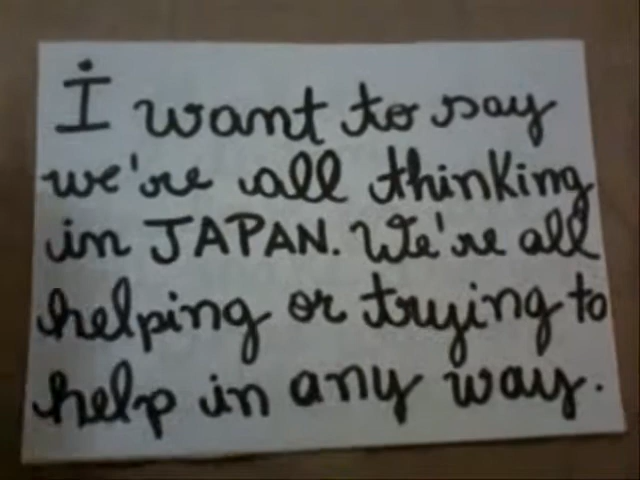 I want to say
we're all thinking
in JAPAN. We're all
helping or trying to
help in any way.